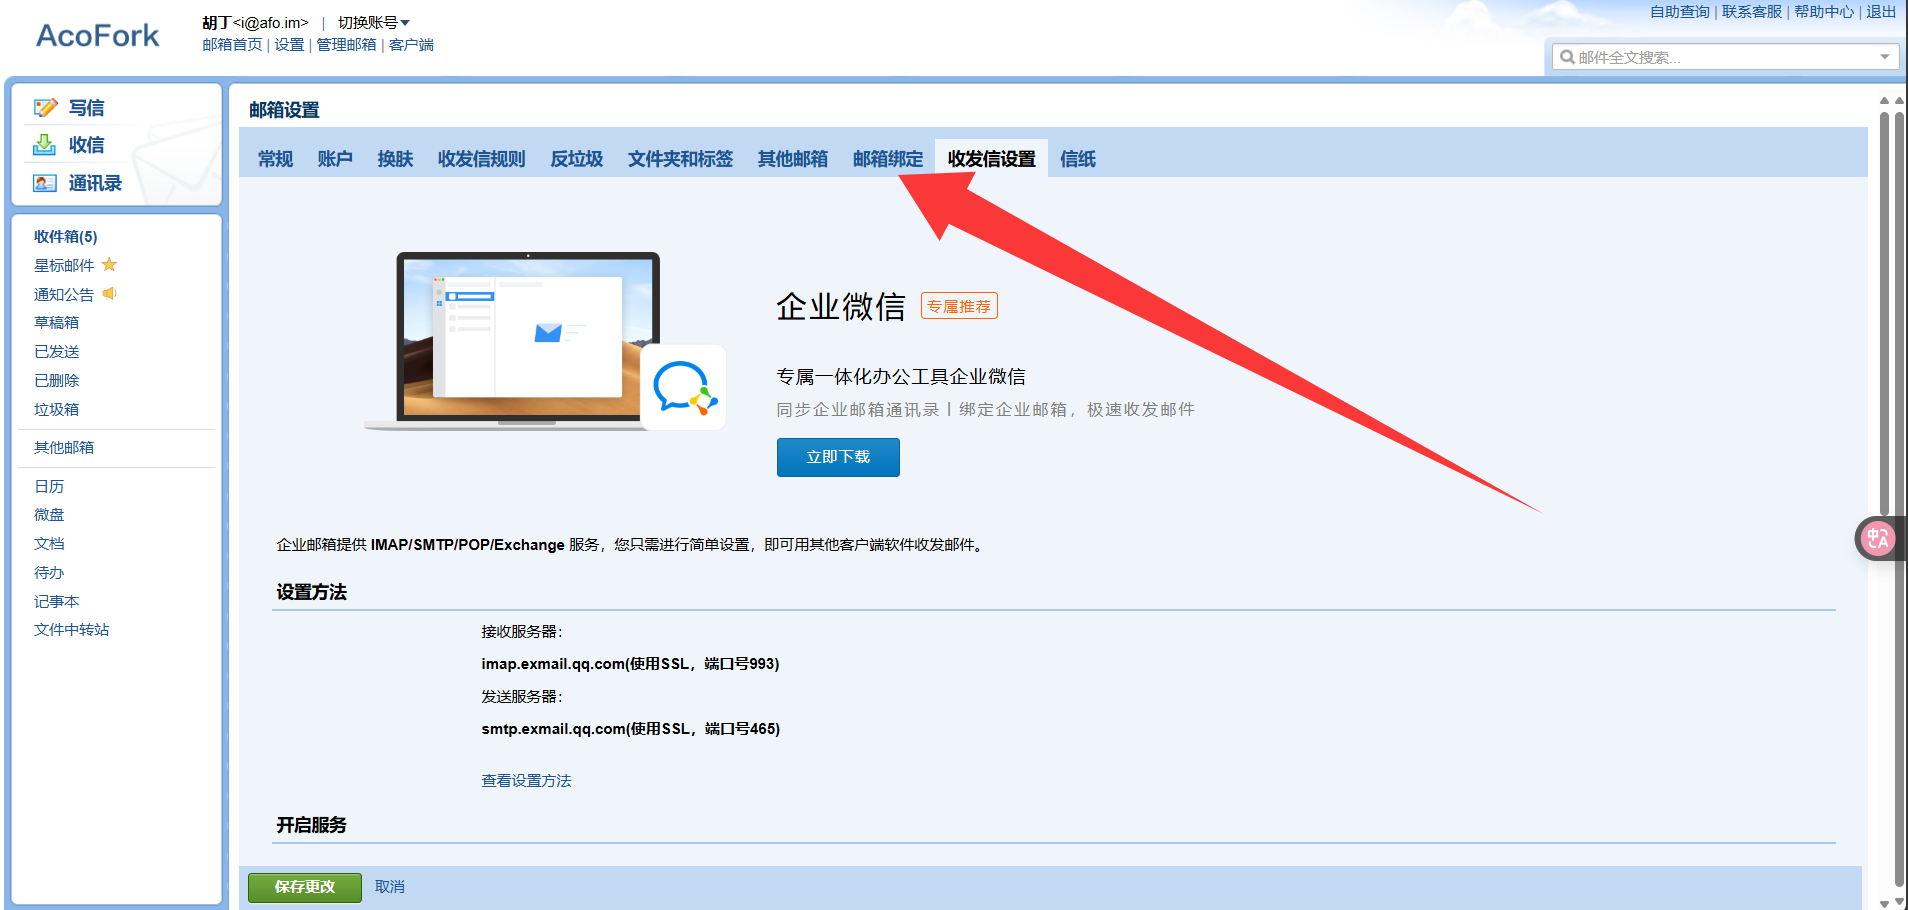 AcoFork
胡丁<i@afo.im> | 切换账号
邮箱首页 | 设置 | 管理邮箱 | 客户端
自助查询 | 联系客服 | 帮助中心 | 退出
邮件全文搜索...
写信
收信
通讯录
收件箱(5)
星标邮件
通知公告
草稿箱
已发送
已删除
垃圾箱
其他邮箱
日历
微盘
文档
待办
记事本
文件中转站
邮箱设置
常规 账户 换肤 收发信规则 反垃圾 文件夹和标签 其他邮箱 邮箱绑定 收发信设置 信纸
企业微信 专属推荐
专属一体化办公工具企业微信
同步企业邮箱通讯录丨绑定企业邮箱，极速收发邮件
立即下载
企业邮箱提供 IMAP/SMTP/POP/Exchange 服务，您只需进行简单设置，即可用其他客户端软件收发邮件。
设置方法
接收服务器：
imap.exmail.qq.com(使用SSL，端口号993)
发送服务器：
smtp.exmail.qq.com(使用SSL，端口号465)
查看设置方法
开启服务
保存更改 取消
中A